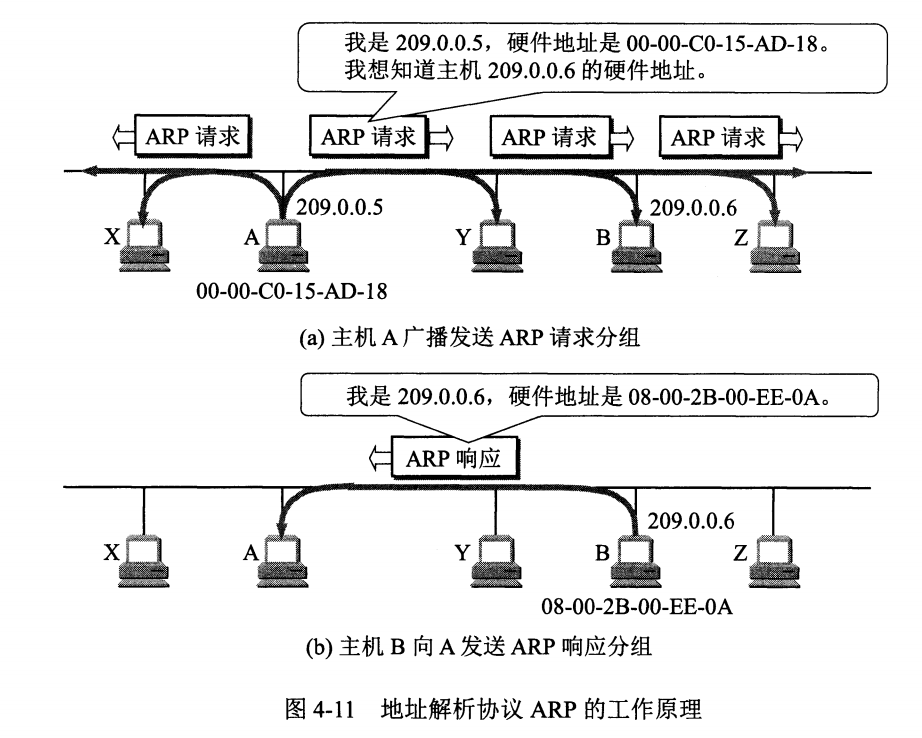 我是 209.0.0.5，硬件地址是 00-00-C0-15-AD-18。
我想知道主机 209.0.0.6 的硬件地址。
ARP 请求
ARP 请求
ARP 请求
ARP 请求
209.0.0.5
209.0.0.6
X
A
Y
B
Z
00-00-C0-15-AD-18
(a) 主机 A 广播发送 ARP 请求分组
我是 209.0.0.6，硬件地址是 08-00-2B-00-EE-0A。
ARP 响应
209.0.0.6
X
A
Y
B
Z
08-00-2B-00-EE-0A
(b) 主机 B 向 A 发送 ARP 响应分组
图 4-11 地址解析协议 ARP 的工作原理